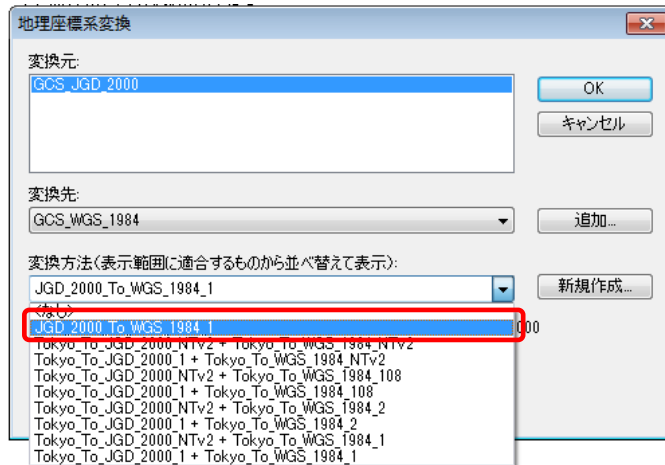 地理座標系変換
変換元:
GCS_JGD_2000
OK
キャンセル
変換先:
GCS_WGS_1984
追加...
変換方法(表示範囲に適合するものから並べ替えて表示):
JGD_2000_To_WGS_1984_1
新規作成...
<なし>
JGD_2000_To_WGS_1984_1
000
Tokyo_To_JGD_2000_NTv2 + Tokyo_To_WGS_1984_NTv2
Tokyo_To_JGD_2000_1 + Tokyo_To_WGS_1984_NTv2
Tokyo_To_JGD_2000_NTv2 + Tokyo_To_WGS_1984_108
Tokyo_To_JGD_2000_1 + Tokyo_To_WGS_1984_108
Tokyo_To_JGD_2000_NTv2 + Tokyo_To_WGS_1984_2
Tokyo_To_JGD_2000_1 + Tokyo_To_WGS_1984_2
Tokyo_To_JGD_2000_NTv2 + Tokyo_To_WGS_1984_1
Tokyo_To_JGD_2000_1 + Tokyo_To_WGS_1984_1